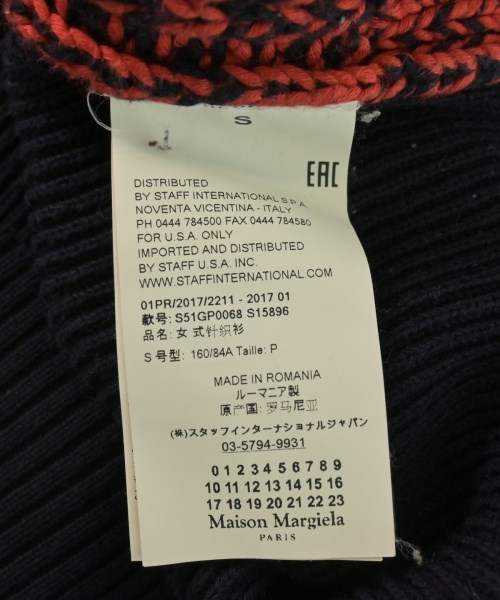 S
EAC
DISTRIBUTED
BY STAFF INTERNATIONAL S.P.A.
NOVENTA VICENTINA - ITALY
PH 0444 784500 FAX 0444 784580
FOR U.S.A. ONLY
IMPORTED AND DISTRIBUTED
BY STAFF U.S.A. INC.
WWW.STAFFINTERNATIONAL.COM
01PR/2017/2211 - 2017 01
款号: S51GP0068 S15896
品名: 女式针织衫
S 号型: 160/84A Taille: P
MADE IN ROMANIA
ルーマニア製
原产国: 罗马尼亚
(株)スタッフインターナショナルジャパン
03-5794-9931
0 1 2 3 4 5 6 7 8 9
10 11 12 13 14 15 16
17 18 19 20 21 22 23
Maison Margiela
PARIS